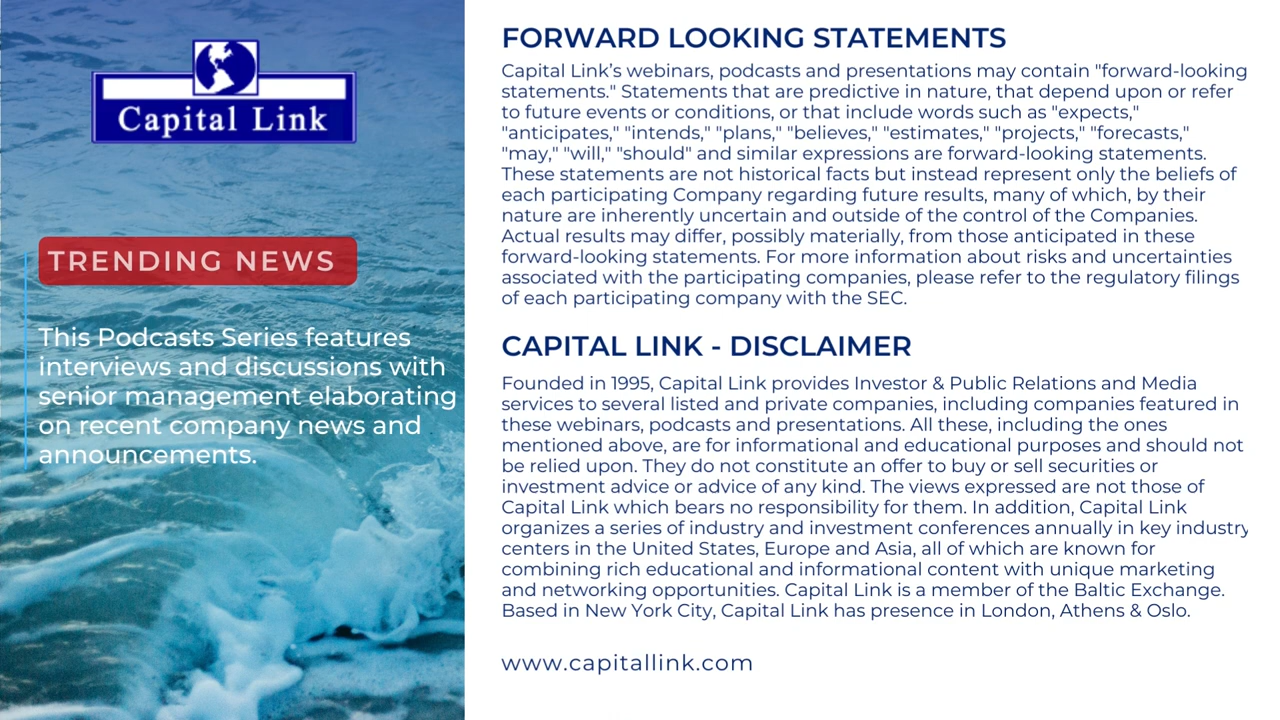 Capital Link
TRENDING NEWS
This Podcasts Series features
interviews and discussions with
senior management elaborating
on recent company news and
announcements.
FORWARD LOOKING STATEMENTS
Capital Link’s webinars, podcasts and presentations may contain "forward-looking
statements." Statements that are predictive in nature, that depend upon or refer
to future events or conditions, or that include words such as "expects,"
"anticipates," "intends," "plans," "believes," "estimates," "projects," "forecasts,"
"may," "will," "should" and similar expressions are forward-looking statements.
These statements are not historical facts but instead represent only the beliefs of
each participating Company regarding future results, many of which, by their
nature are inherently uncertain and outside of the control of the Companies.
Actual results may differ, possibly materially, from those anticipated in these
forward-looking statements. For more information about risks and uncertainties
associated with the participating companies, please refer to the regulatory filings
of each participating company with the SEC.
CAPITAL LINK - DISCLAIMER
Founded in 1995, Capital Link provides Investor & Public Relations and Media
services to several listed and private companies, including companies featured in
these webinars, podcasts and presentations. All these, including the ones
mentioned above, are for informational and educational purposes and should not
be relied upon. They do not constitute an offer to buy or sell securities or
investment advice or advice of any kind. The views expressed are not those of
Capital Link which bears no responsibility for them. In addition, Capital Link
organizes a series of industry and investment conferences annually in key industry
centers in the United States, Europe and Asia, all of which are known for
combining rich educational and informational content with unique marketing
and networking opportunities. Capital Link is a member of the Baltic Exchange.
Based in New York City, Capital Link has presence in London, Athens & Oslo.
www.capitallink.com